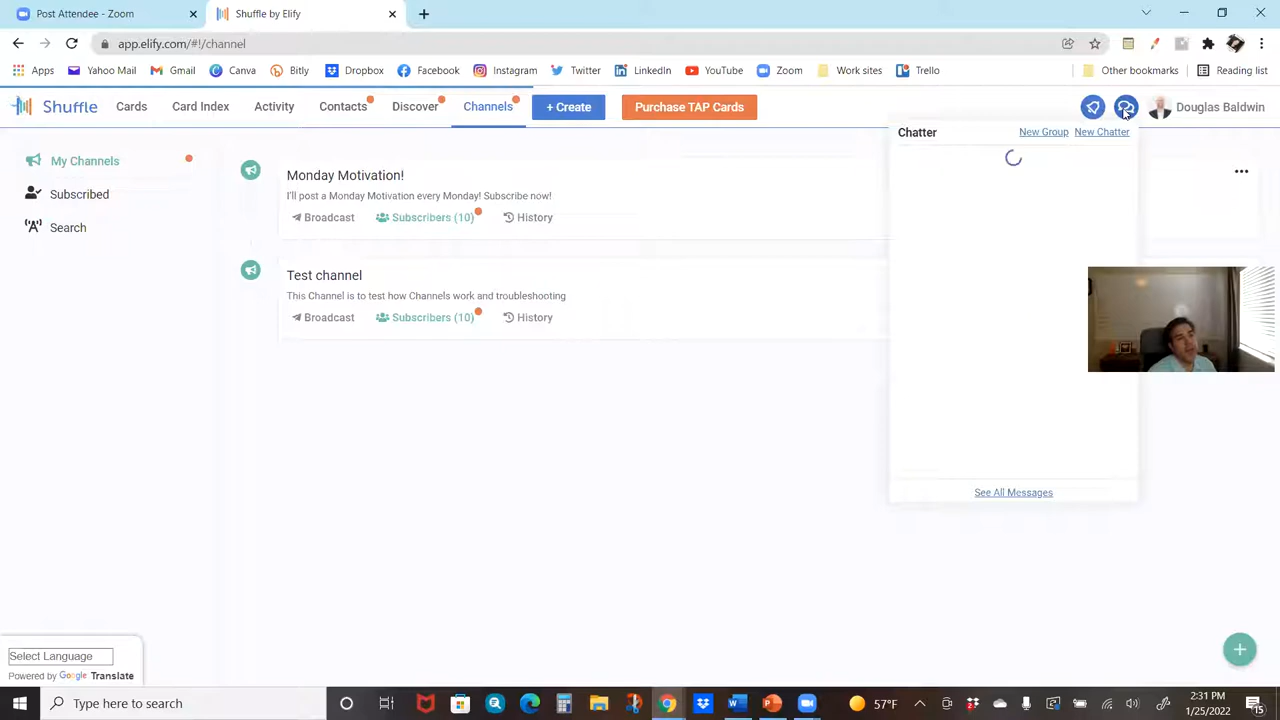 Post Attendee - Zoom
Shuffle by Elify
app.elify.com/#!/channel
Apps
Yahoo Mail
Gmail
Canva
Bitly
Dropbox
Facebook
Instagram
Twitter
LinkedIn
YouTube
Zoom
Work sites
Trello
Other bookmarks
Reading list
Shuffle
Cards
Card Index
Activity
Contacts
Discover
Channels
+ Create
Purchase TAP Cards
Douglas Baldwin
Chatter
New Group
New Chatter
My Channels
Subscribed
Search
Monday Motivation!
I'll post a Monday Motivation every Monday! Subscribe now!
Broadcast
Subscribers (10)
History
Test channel
This Channel is to test how Channels work and troubleshooting
Broadcast
Subscribers (10)
History
See All Messages
Select Language
Powered by Google Translate
Type here to search
57°F
2:31 PM
1/25/2022
15